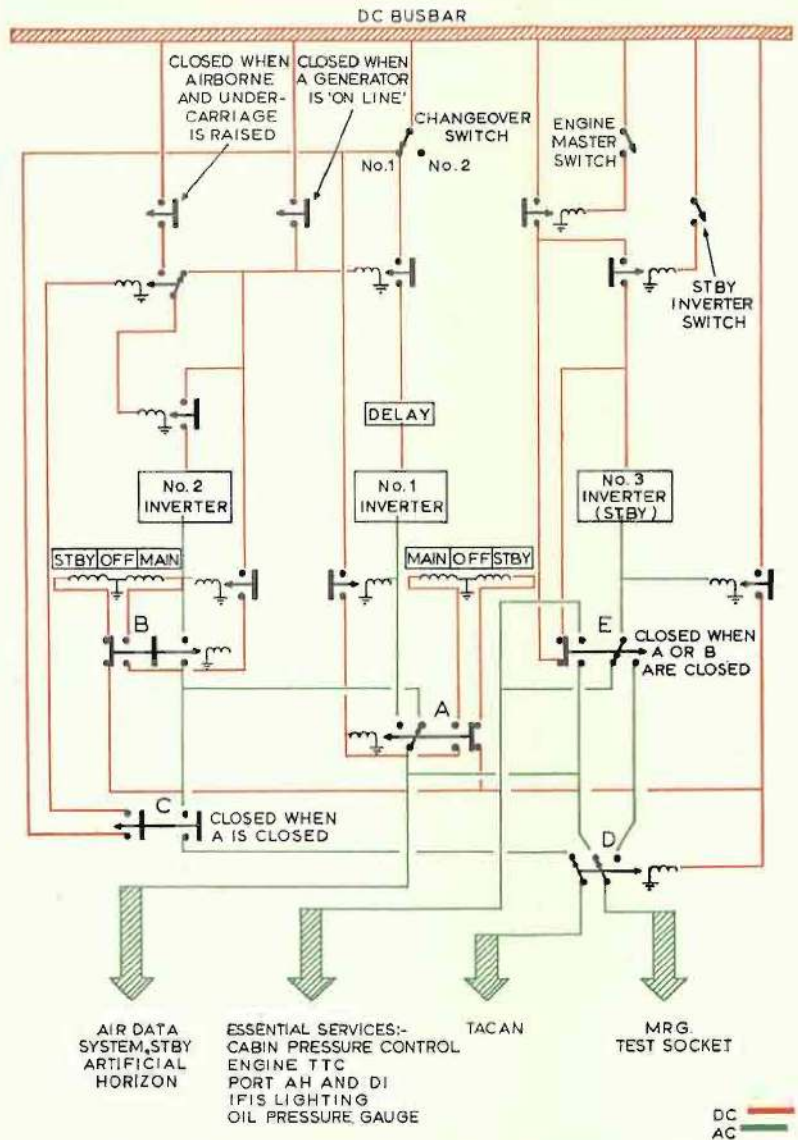 DC BUSBAR
CLOSED WHEN
AIRBORNE
AND UNDER-
CARRIAGE
IS RAISED
CLOSED WHEN
A GENERATOR
IS 'ON LINE'
CHANGEOVER
SWITCH
No.1
No.2
ENGINE
MASTER
SWITCH
STBY
INVERTER
SWITCH
DELAY
No.2
INVERTER
No.1
INVERTER
No.3
INVERTER
(STBY)
STBY OFF MAIN
MAIN OFF STBY
B
E
CLOSED WHEN
A OR B
ARE CLOSED
A
C
CLOSED WHEN
A IS CLOSED
D
AIR DATA
SYSTEM,STBY
ARTIFICIAL
HORIZON
ESSENTIAL SERVICES:-
CABIN PRESSURE CONTROL
ENGINE TTC
PORT AH AND DI
IFIS LIGHTING
OIL PRESSURE GAUGE
TACAN
MRG.
TEST SOCKET
DC
AC